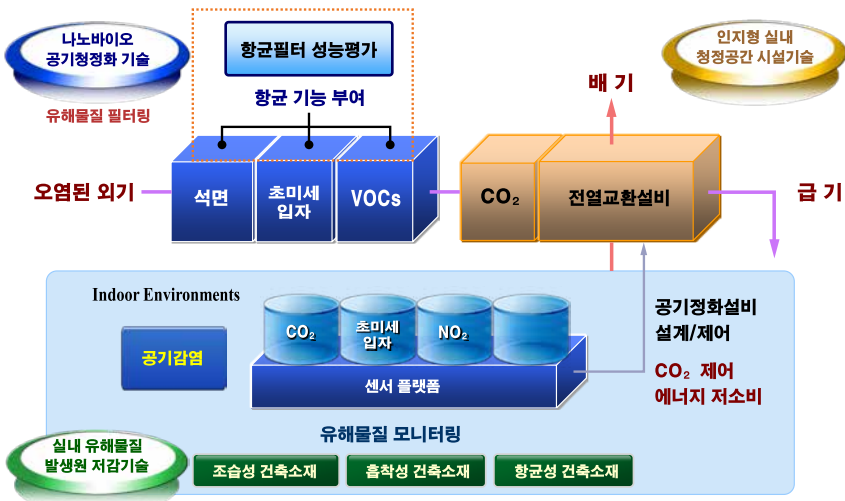 나노바이오
공기청정화 기술
유해물질 필터링
항균필터 성능평가
항균 기능 부여
인지형 실내
청정공간 시설기술
배 기
오염된 외기
석면
초미세
입자
VOCs
CO₂
전열교환설비
급 기
Indoor Environments
공기감염
CO₂
초미세
입자
NO₂
센서 플랫폼
공기정화설비
설계/제어
CO₂ 제어
에너지 저소비
유해물질 모니터링
실내 유해물질
발생원 저감기술
조습성 건축소재
흡착성 건축소재
항균성 건축소재